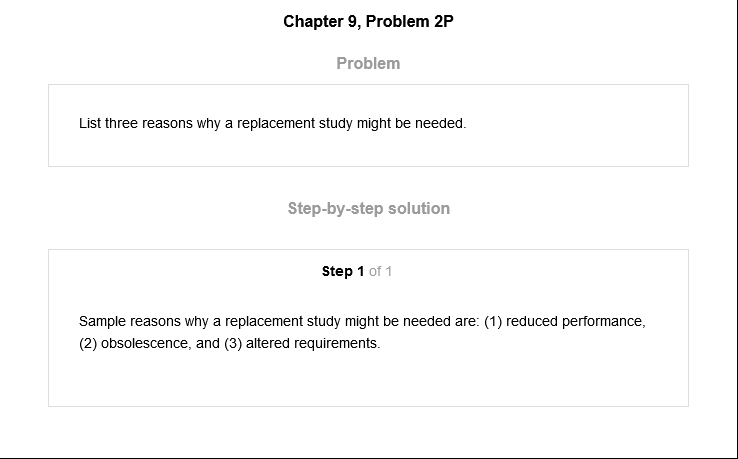 Chapter 9, Problem 2P
Problem
List three reasons why a replacement study might be needed.
Step-by-step solution
Step 1 of 1
Sample reasons why a replacement study might be needed are: (1) reduced performance,
(2) obsolescence, and (3) altered requirements.